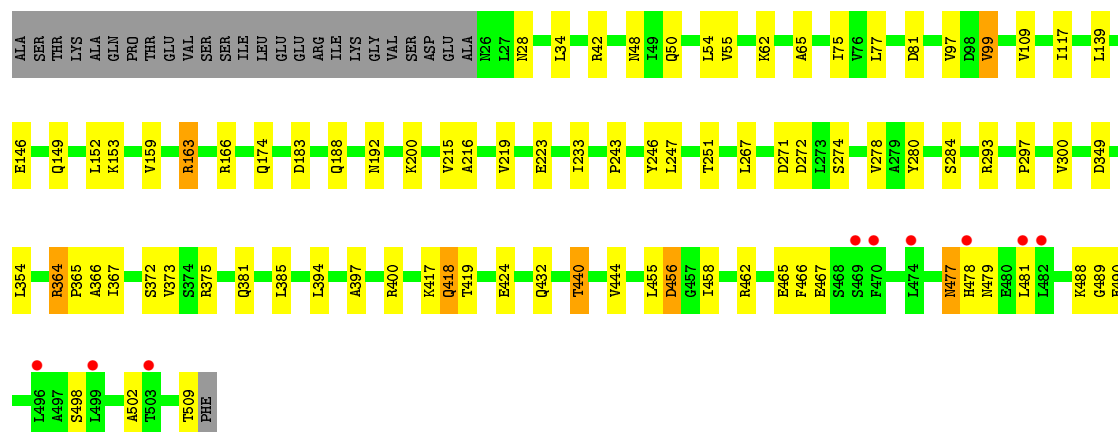 ALA SER THR LYS ALA GLN PRO THR GLU VAL SER SER ILE LEU GLU GLU ARG ILE LYS GLY VAL SER ASP GLU ALA N26 L27 N28 L34 R42 N48 I49 Q50 L54 V55 K62 A65 I75 V76 L77 D81 V97 D98 V99 V109 I117 L139
E146 Q149 L152 K153 V159 R163 R166 Q174 D183 Q188 N192 K200 V215 A216 V219 E223 I233 P243 Y246 L247 T251 L267 D271 D272 L273 S274 V278 A279 Y280 S284 R293 P297 V300 D349
L354 R364 P365 A366 I367 S372 V373 S374 R375 Q381 L385 L394 A397 R400 K417 Q418 T419 E424 Q432 T440 V444 L455 D456 G457 I458 R462 E465 F466 E467 S468 S469 F470 L474 N477 H478 N479 E480 L481 L482 K488 G489
L496 A497 S498 L499 A502 T503 T509 PHE